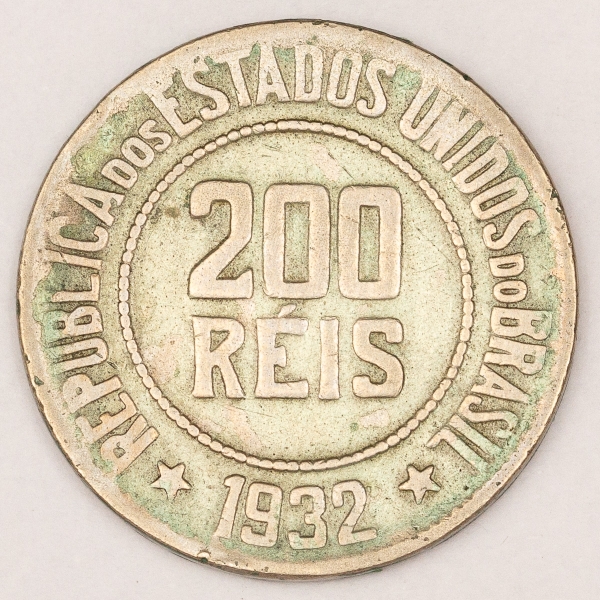 REPUBLICA DOS ESTADOS UNIDOS DO BRASIL
200
RÉIS
1932